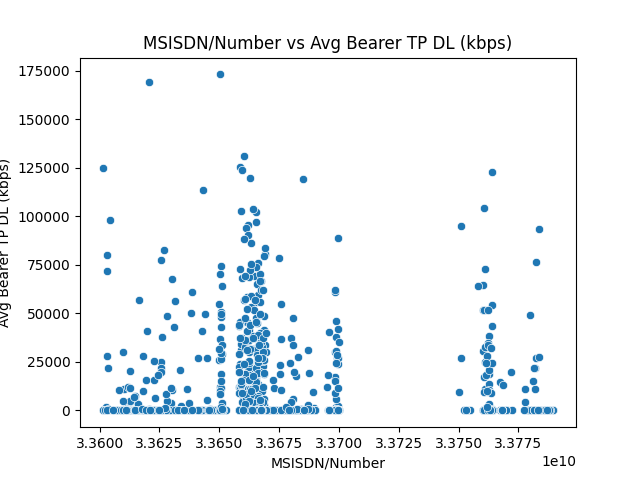 MSISDN/Number vs Avg Bearer TP DL (kbps)
175000
150000
125000
100000
75000
50000
25000
0
Avg Bearer TP DL (kbps)
3.3600 3.3625 3.3650 3.3675 3.3700 3.3725 3.3750 3.3775
MSISDN/Number
1e10